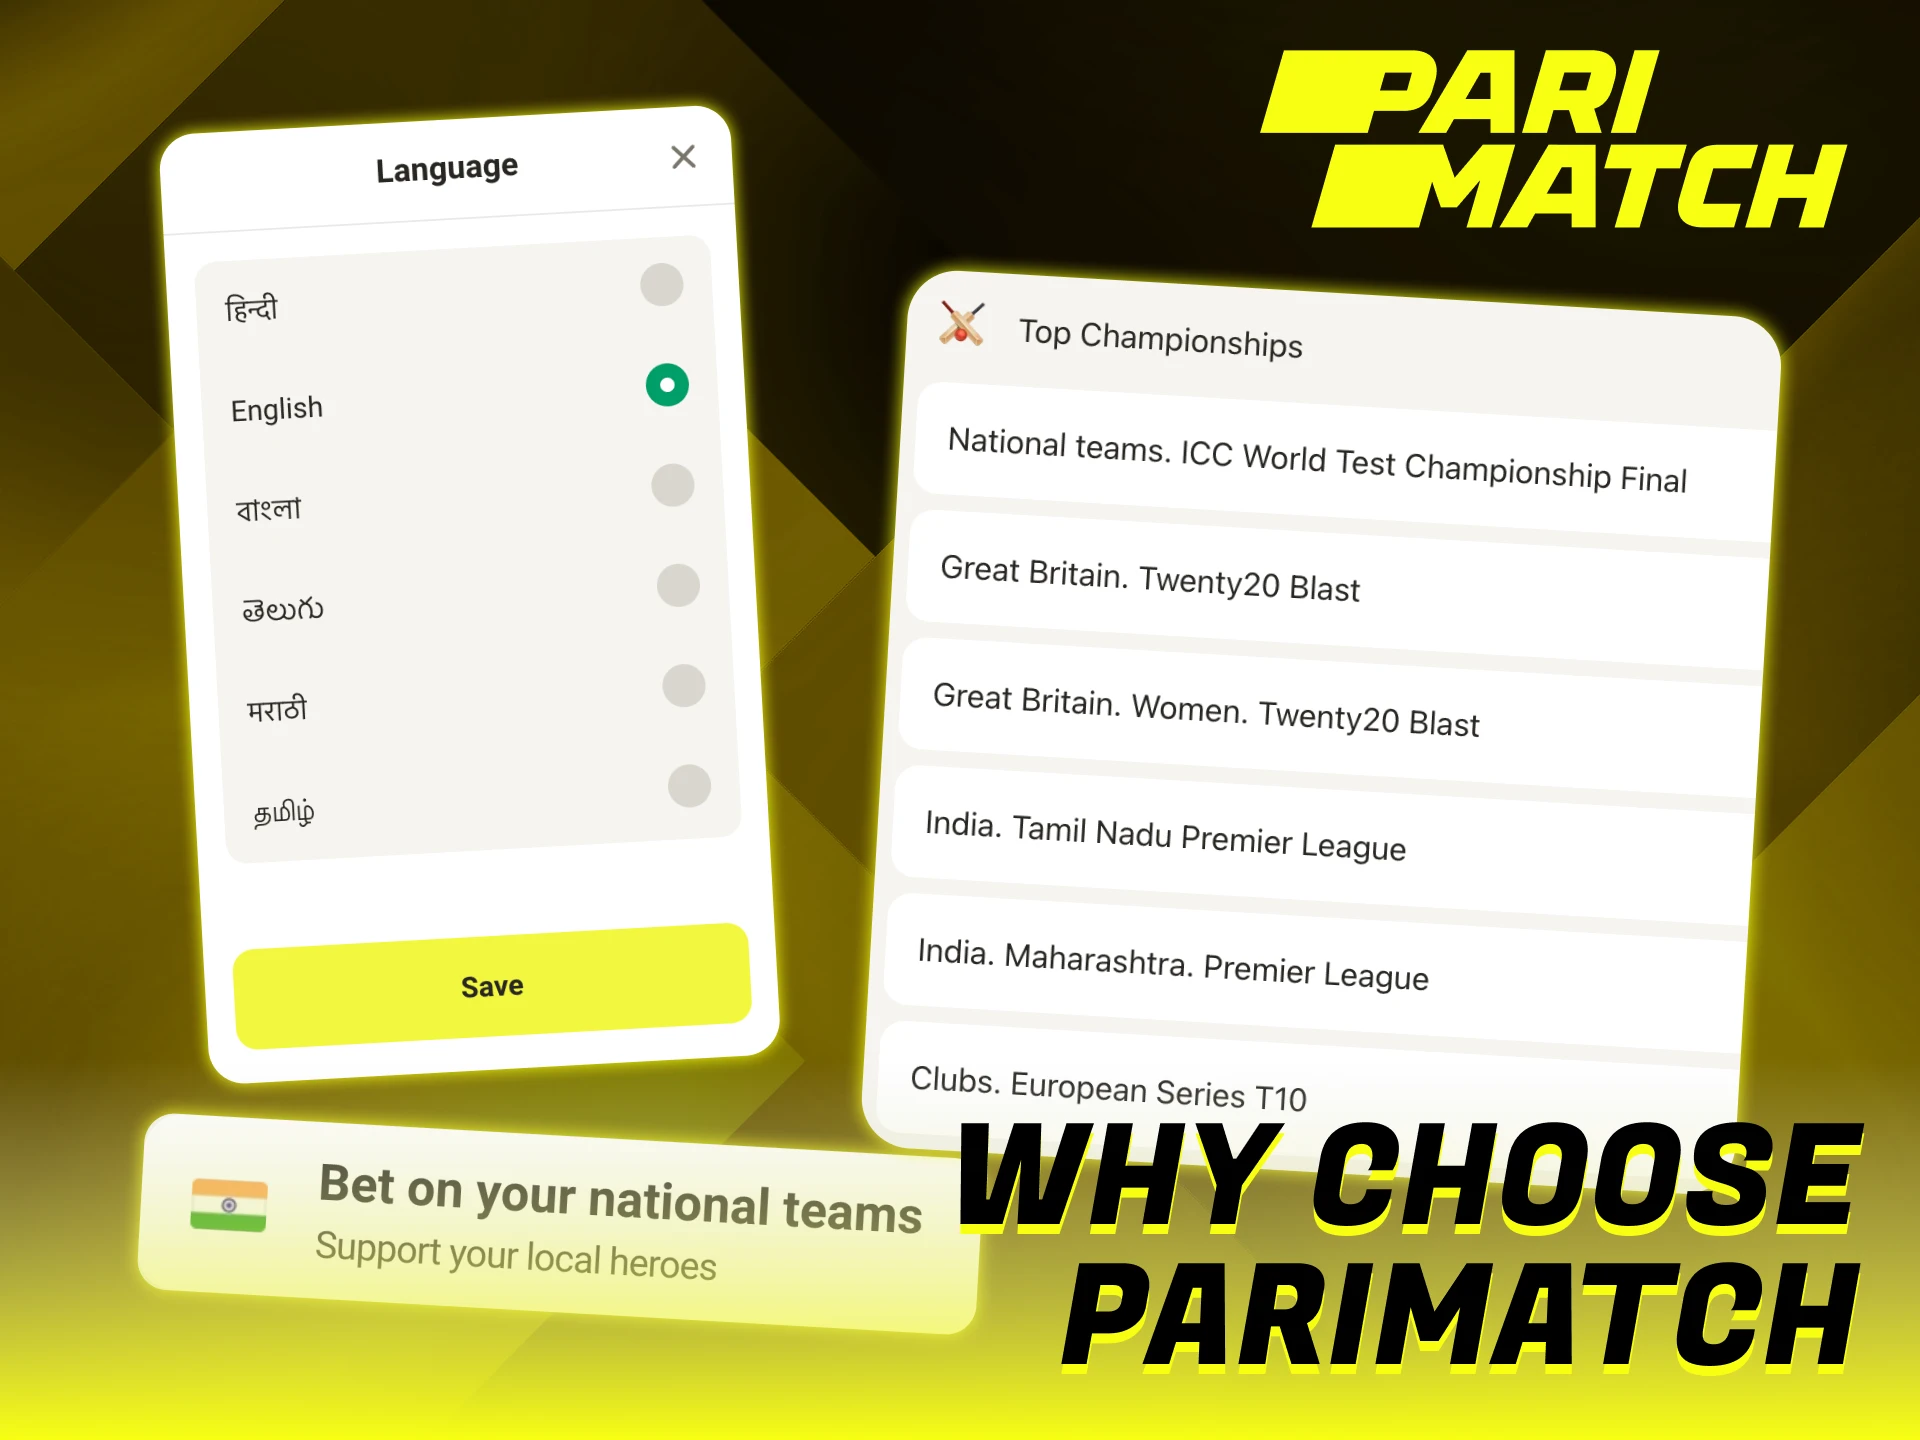 PARI
MATCH
Language
हिन्दी
English
বাংলা
తెలుగు
मराठी
தமிழ்
Save
Top Championships
National teams. ICC World Test Championship Final
Great Britain. Twenty20 Blast
Great Britain. Women. Twenty20 Blast
India. Tamil Nadu Premier League
India. Maharashtra. Premier League
Clubs. European Series T10
Bet on your national teams
Support your local heroes
WHY CHOOSE
PARIMATCH